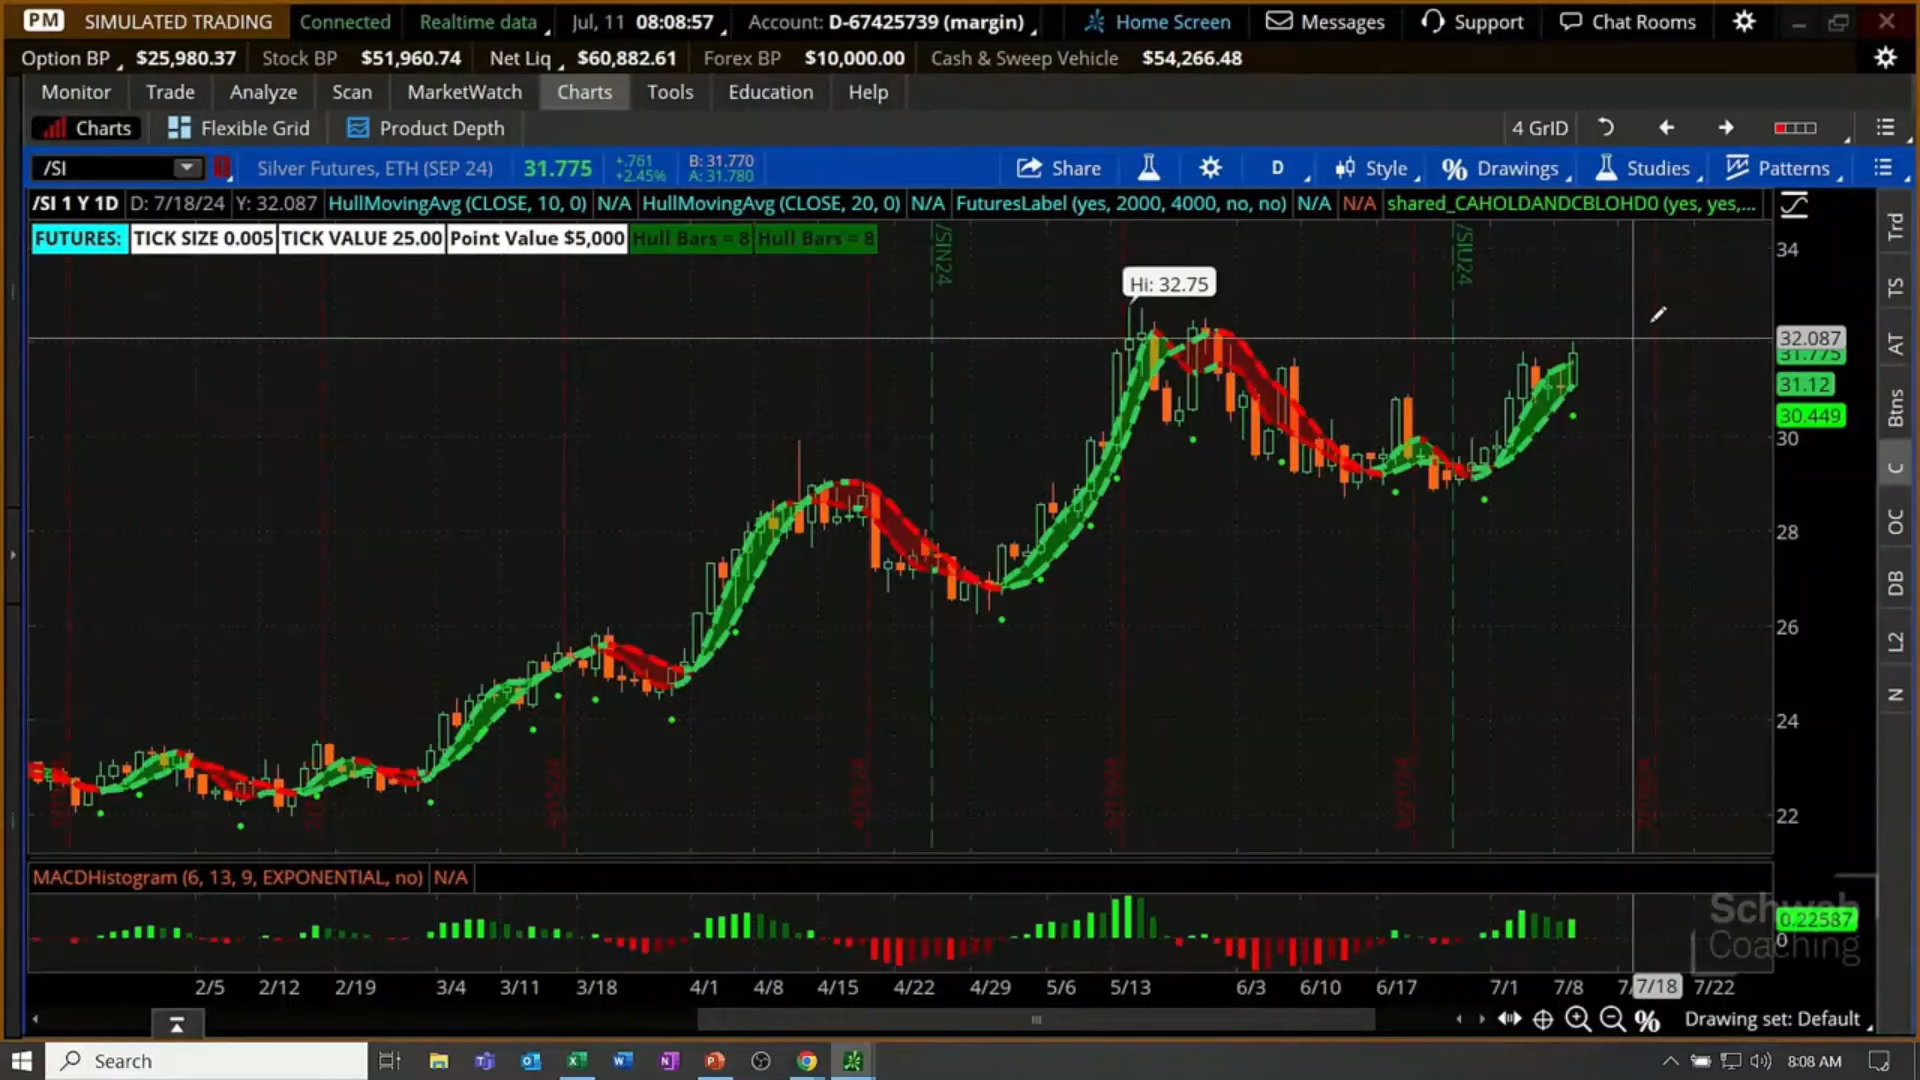 PM SIMULATED TRADING Connected Realtime data Jul, 11 08:08:57 Account: D-67425739 (margin) Home Screen Messages Support Chat Rooms
Option BP $25,980.37 Stock BP $51,960.74 Net Liq $60,882.61 Forex BP $10,000.00 Cash & Sweep Vehicle $54,266.48
Monitor Trade Analyze Scan MarketWatch Charts Tools Education Help
Charts Flexible Grid Product Depth 4 GrID
/SI Silver Futures, ETH (SEP 24) 31.775 +.761 +2.45% B: 31.770 A: 31.780 Share D Style Drawings Studies Patterns
/SI 1 Y 1D D: 7/18/24 Y: 32.087 HullMovingAvg (CLOSE, 10, 0) N/A HullMovingAvg (CLOSE, 20, 0) N/A FuturesLabel (yes, 2000, 4000, no, no) N/A N/A shared_CAHOLDANDCBLOHD0 (yes, yes,...
FUTURES: TICK SIZE 0.005 TICK VALUE 25.00 Point Value $5,000 Hull Bars = 8 Hull Bars = 8
/SIN24
/SIU24
Hi: 32.75
34
32.087
31.775
31.12
30.449
30
28
26
24
22
Trd
TS
AT
Btns
C
OC
DB
L2
N
MACDHistogram (6, 13, 9, EXPONENTIAL, no) N/A
Schwab
Coaching
0.22587
0
2/5 2/12 2/19 3/4 3/11 3/18 4/1 4/8 4/15 4/22 4/29 5/6 5/13 6/3 6/10 6/17 7/1 7/8 7/18 7/22
Drawing set: Default
Search 8:08 AM